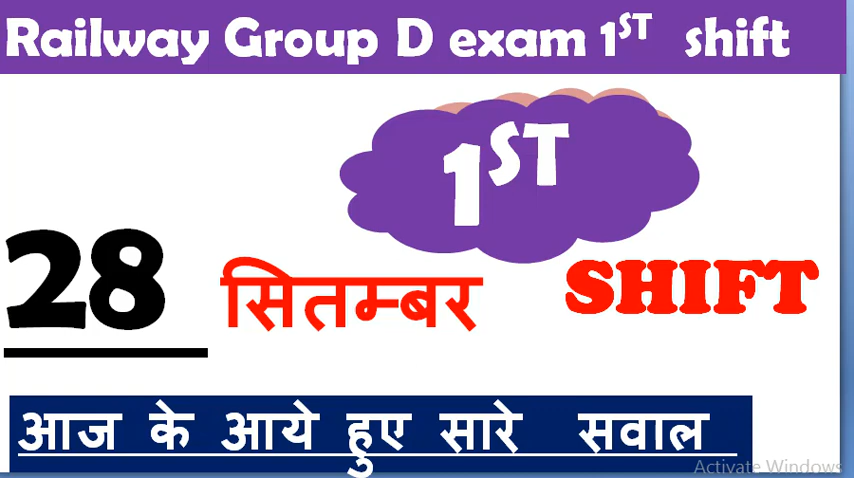 Railway Group D exam 1ST shift
1ST
28 सितम्बर SHIFT
आज के आये हुए सारे सवाल
Activate Windows